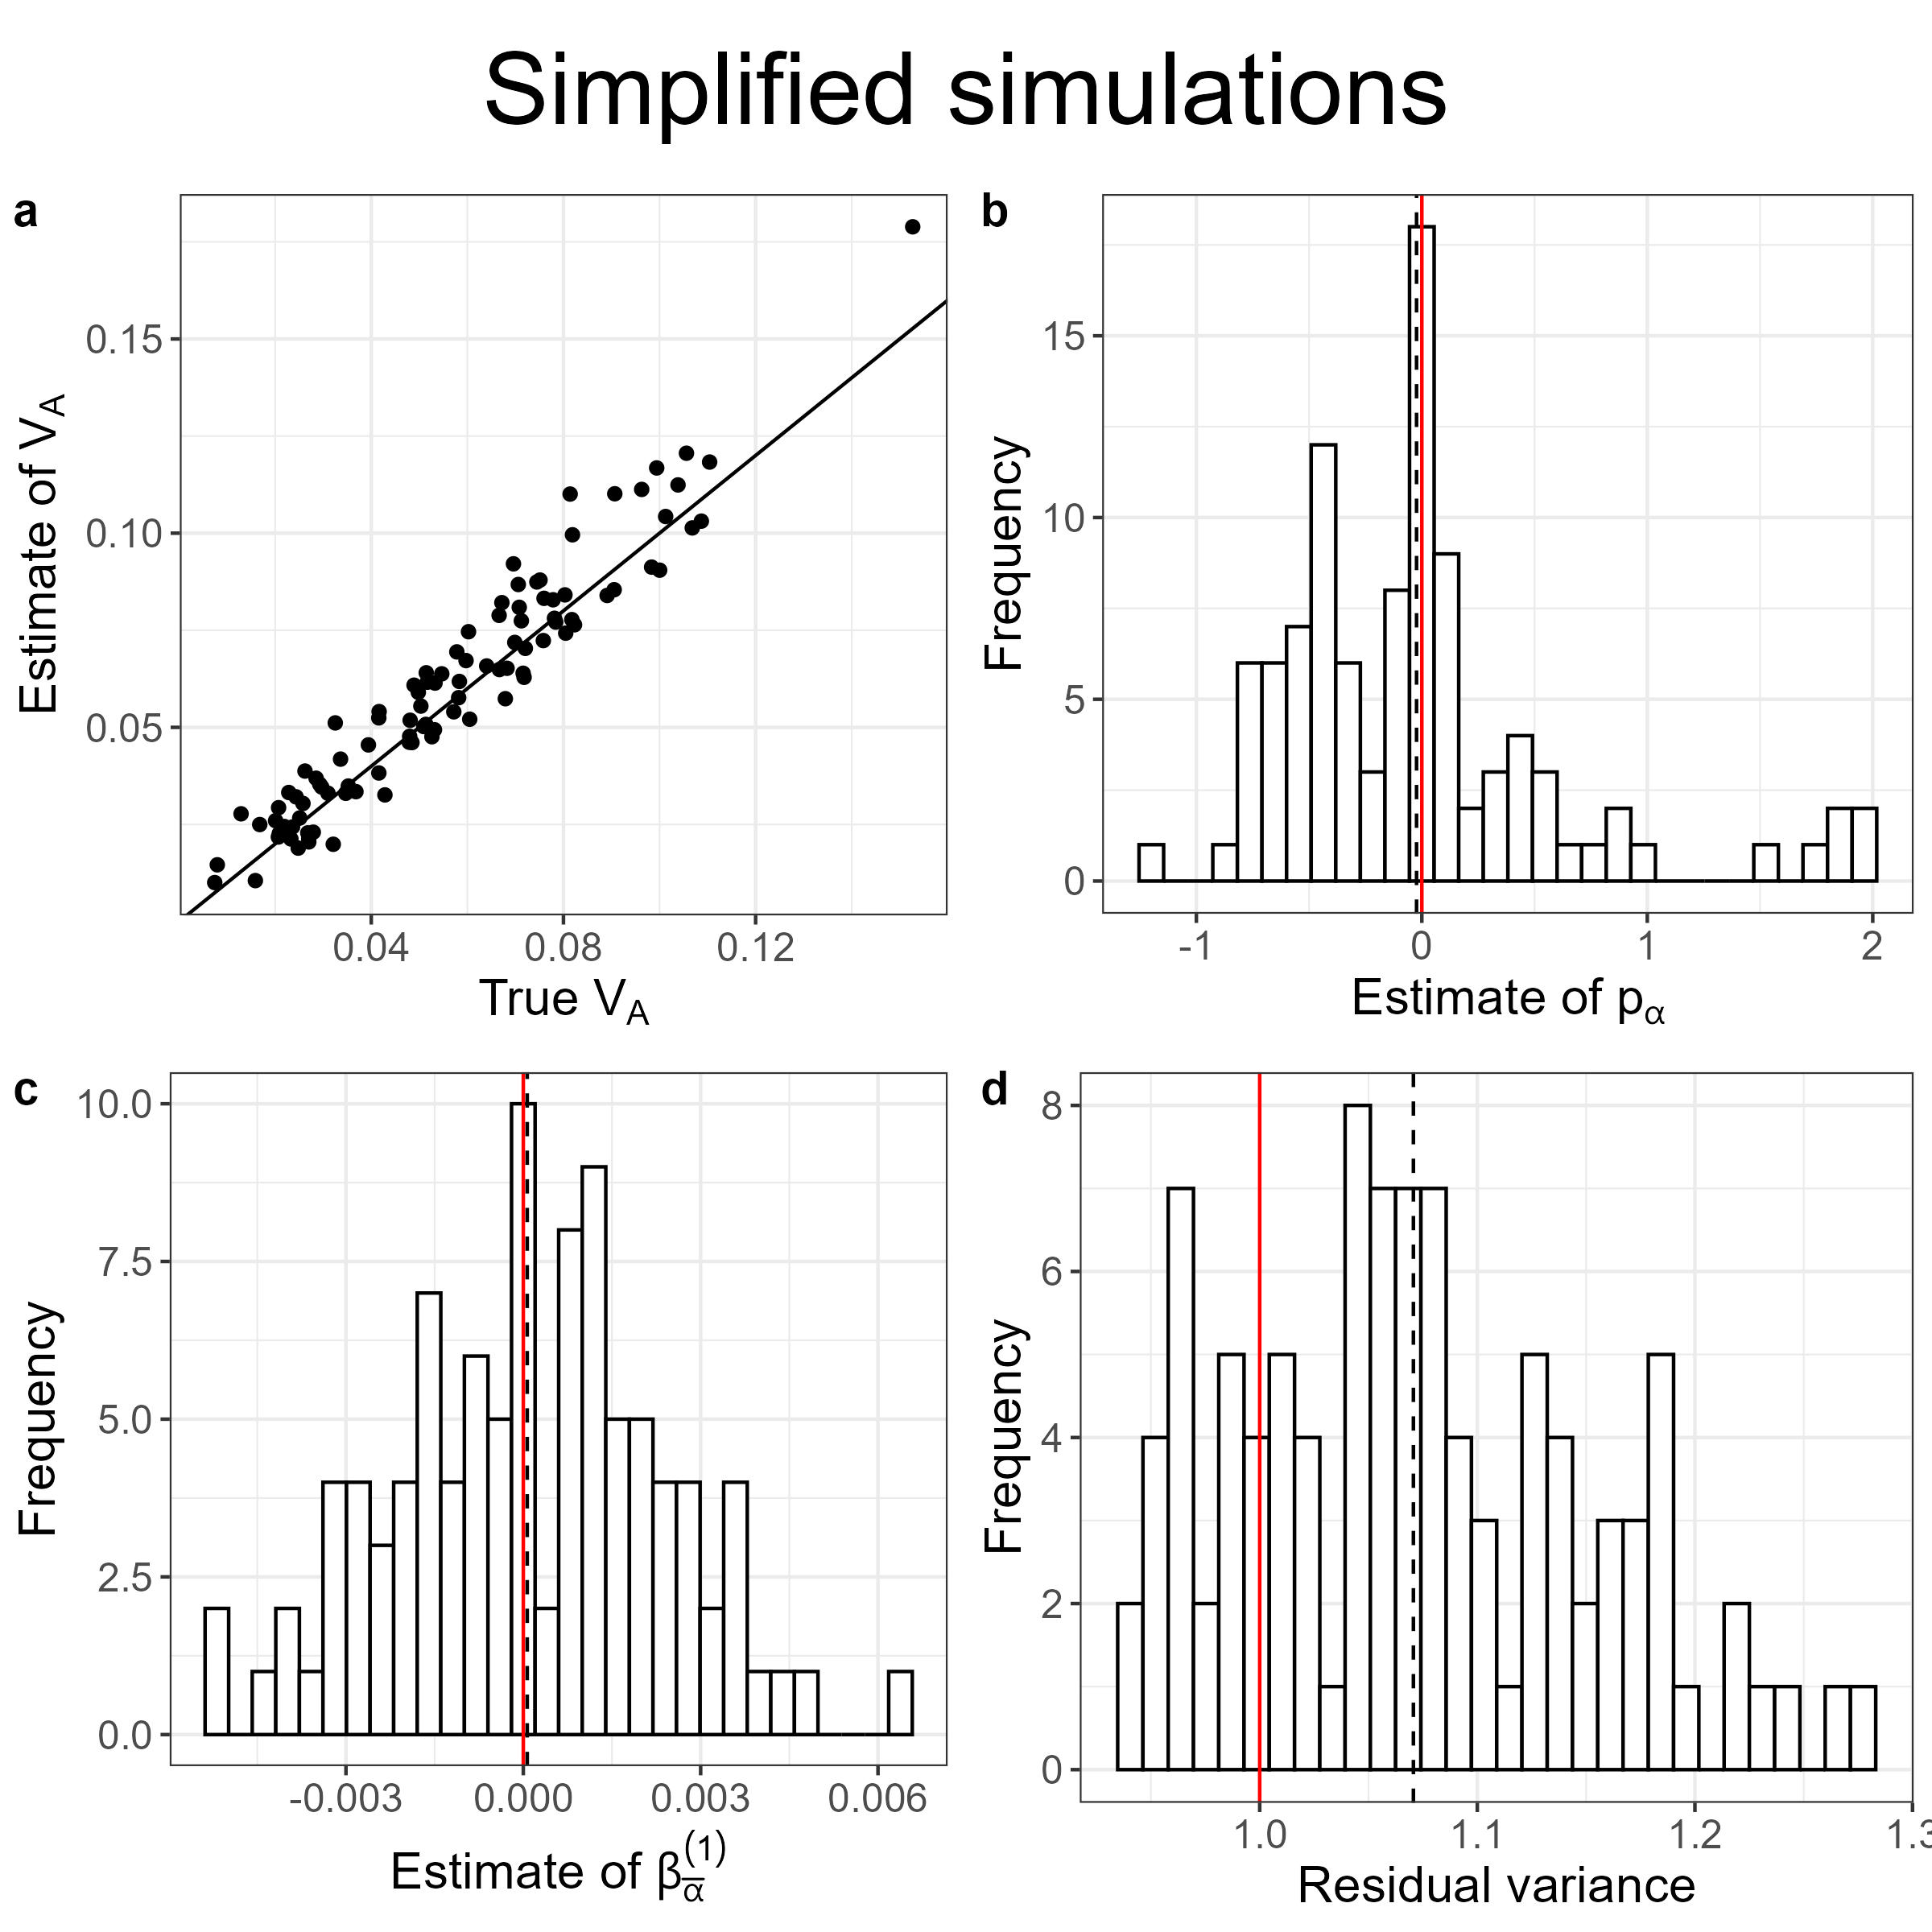 Simplified simulations
a
0.15
0.10
0.05
Estimate of V_A
0.04 0.08 0.12
True V_A
b
15
10
5
0
Frequency
-1 0 1 2
Estimate of p_α
c
10.0
7.5
5.0
2.5
0.0
Frequency
-0.003 0.000 0.003 0.006
Estimate of β_α̅^(1)
d
8
6
4
2
0
Frequency
1.0 1.1 1.2 1.3
Residual variance